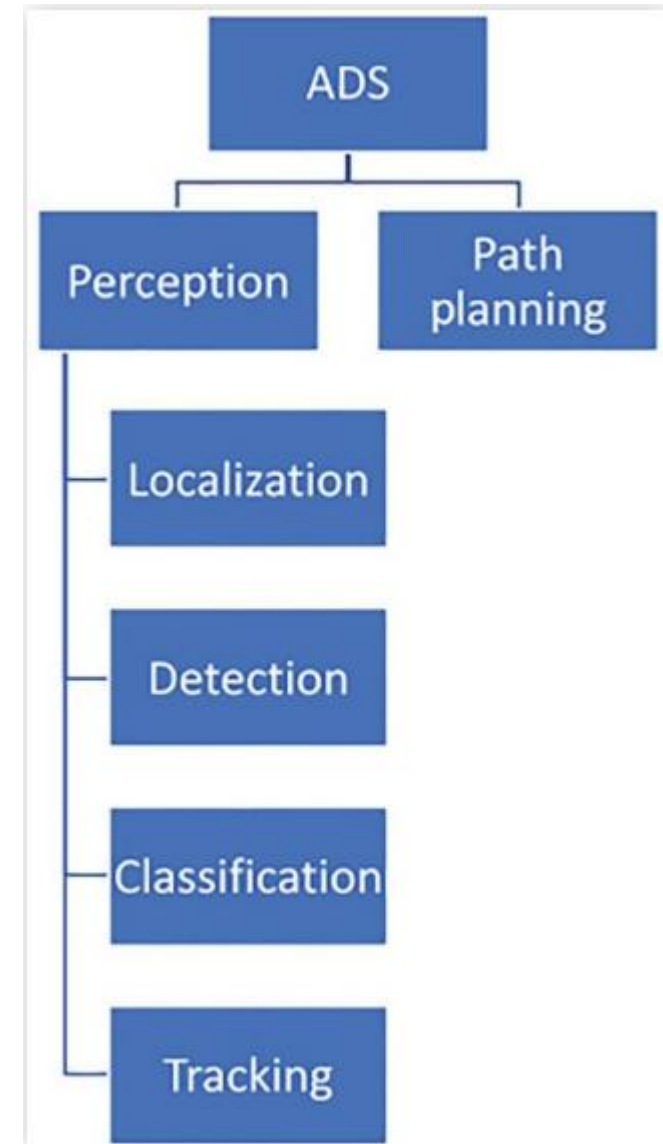 ADS
Perception
Path
planning
Localization
Detection
Classification
Tracking